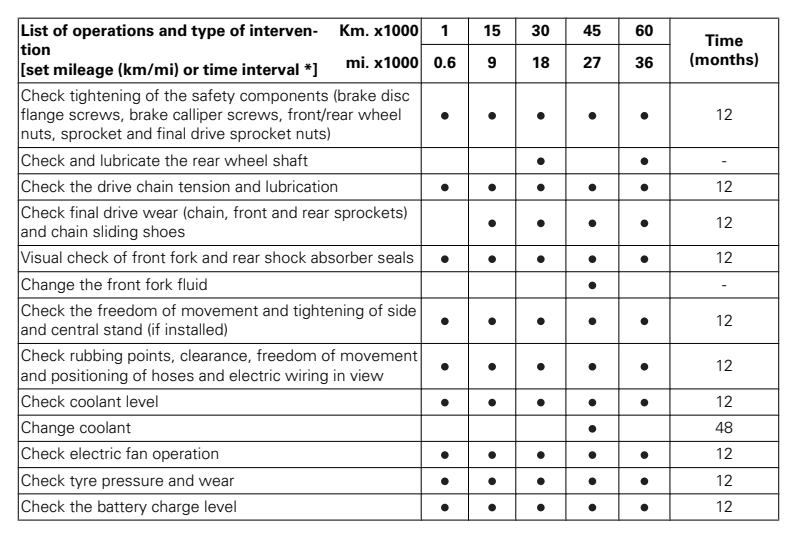 List of operations and type of interven- Km. x1000 1 15 30 45 60 Time
tion
[set mileage (km/mi) or time interval *] mi. x1000 0.6 9 18 27 36 (months)
Check tightening of the safety components (brake disc
flange screws, brake calliper screws, front/rear wheel ● ● ● ● ● 12
nuts, sprocket and final drive sprocket nuts)
Check and lubricate the rear wheel shaft ● ● -
Check the drive chain tension and lubrication ● ● ● ● ● 12
Check final drive wear (chain, front and rear sprockets) ● ● ● ● 12
and chain sliding shoes
Visual check of front fork and rear shock absorber seals ● ● ● ● ● 12
Change the front fork fluid ● -
Check the freedom of movement and tightening of side ● ● ● ● ● 12
and central stand (if installed)
Check rubbing points, clearance, freedom of movement ● ● ● ● ● 12
and positioning of hoses and electric wiring in view
Check coolant level ● ● ● ● ● 12
Change coolant ● 48
Check electric fan operation ● ● ● ● ● 12
Check tyre pressure and wear ● ● ● ● ● 12
Check the battery charge level ● ● ● ● ● 12